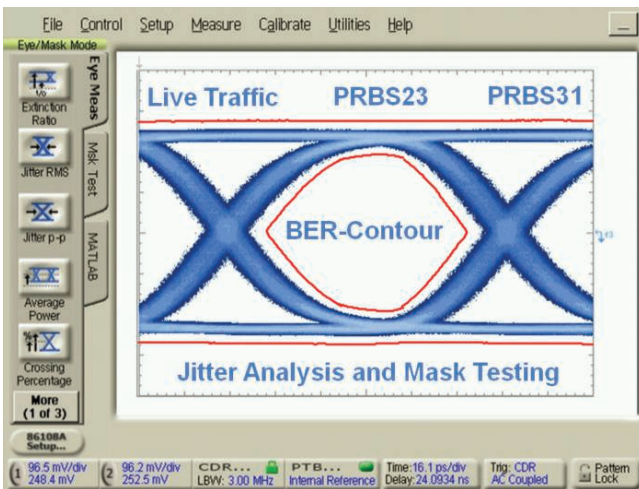 File Control Setup Measure Calibrate Utilities Help
Eye/Mask Mode
Eye Meas
Msk Test
MATLAB
Extinction
Ratio
Jitter RMS
Jitter p-p
Average
Power
Crossing
Percentage
More
(1 of 3)
86108A
Setup...
Live Traffic PRBS23 PRBS31
BER-Contour
Jitter Analysis and Mask Testing
1 96.5 mV/div
248.4 mV
2 96.2 mV/div
252.5 mV
CDR...
LBW: 3.00 MHz
PTB...
Internal Reference
Time:16.1 ps/div
Delay:24.0934 ns
Trig: CDR
AC Coupled
Pattern
Lock